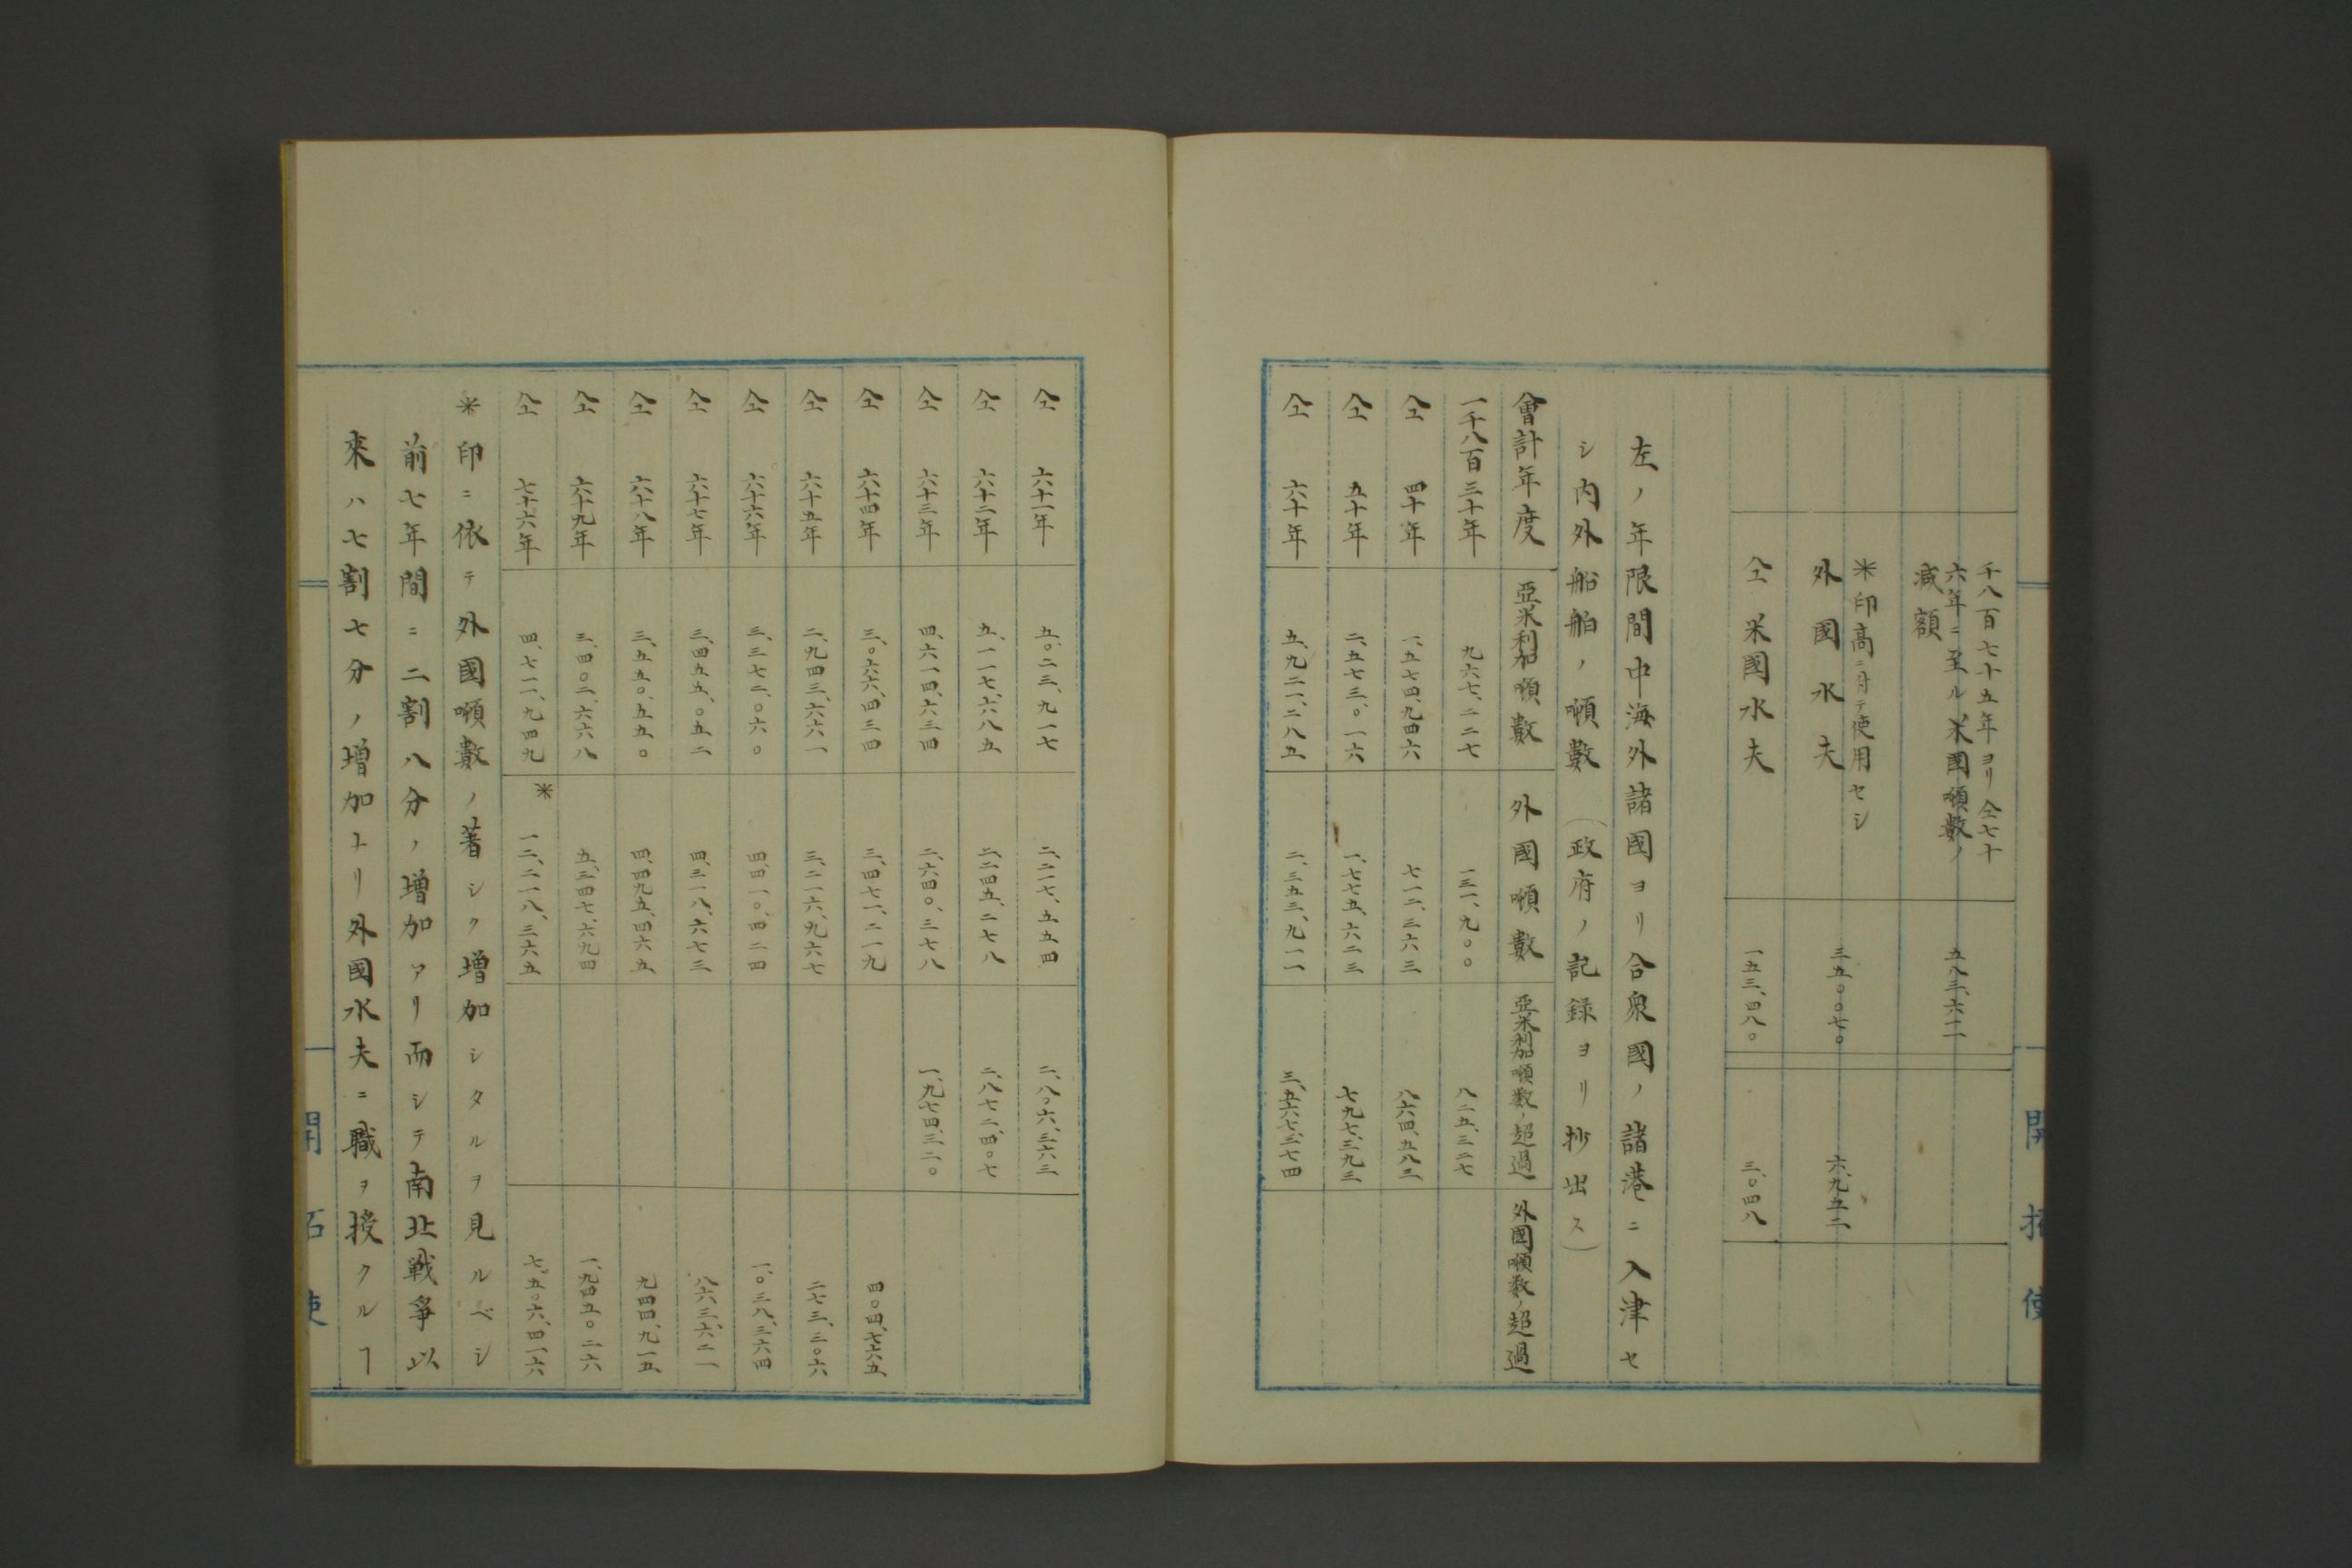 千八百七十五年ヨリ仝七十
六年ニ至ル米國噸數ノ
減額
五八三、六一一
＊印高ニ付テ使用セシ
外國水夫
三五、〇〇七〇
六、九五二
仝米國水夫
一五三、四八〇
三、〇四八
左ノ年限間中海外諸國ヨリ合衆國ノ諸港ニ入津セ
シ内外船舶ノ噸數（政府ノ記録ヨリ抄出ス）
會計年度 亞米利加噸數 外國噸數 亞米利加噸數ノ超過 外國噸數ノ超過
一千八百三十年 九六七、二二七 一三一、九〇〇 八三五、三二七
仝 四十年 一、五七四、九四六 七一二、三六三 八六四、五八三
仝 五十年 二、五七三、〇一六 一、七七五、六二三 七九七、三九三
仝 六十年 五、九二一、二八五 二、三五三、九一一 三、五六七、三七四
仝 六十一年 五、〇二三、九一七 二、二一七、五五四 二、八〇六、三六三
仝 六十二年 五、一一七、六八五 二、二四五、二七八 二、八七二、四〇七
仝 六十三年 四、六一四、六三四 二、六四〇、三七八 一、九七四、三二〇
仝 六十四年 三、〇六六、四三四 三、四七一、二一九 四〇四、七六五
仝 六十五年 二、九四三、六六一 三、二一六、九六七 二七三、三〇六
仝 六十六年 三、三七二、〇六〇 四、四一〇、四二四 一、〇三八、三六四
仝 六十七年 三、四五五、〇五二 四、三一八、六七三 八六三、六二一
仝 六十八年 三、五五〇、五五〇 四、四九五、四六五 九四四、九一五
仝 六十九年 三、四〇二、六六八 五、三四七、六九四 一、九四五、〇二六
仝 七十六年 四、七一一、九四九 ＊一二、二一八、三六五 七、五〇六、四一六
＊印ニ依テ外國噸數ノ著シク増加シタルヲ見ルベシ
前七年間ニ二割八分ノ増加アリ而シテ南北戦爭以
來ハ七割七分ノ増加トリ外國水夫ニ職ヲ授クルヿ
開拓使